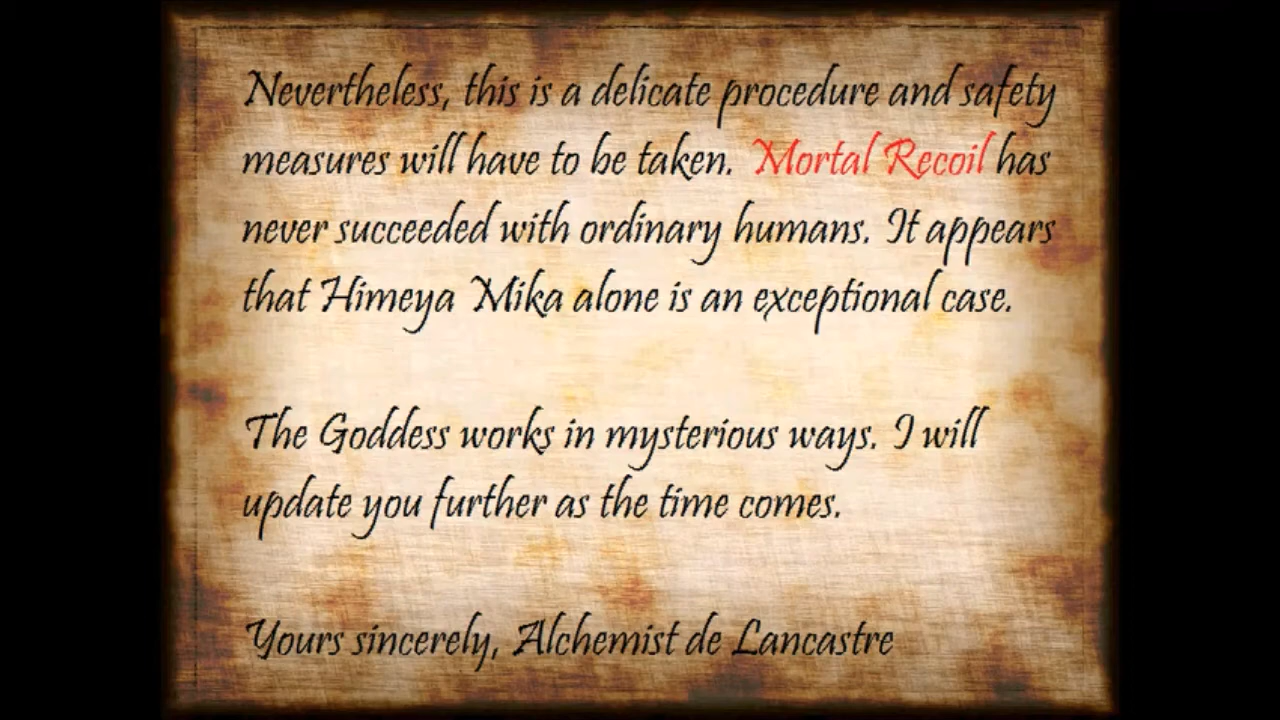 Nevertheless, this is a delicate procedure and safety
measures will have to be taken. Mortal Recoil has
never succeeded with ordinary humans. It appears
that Himeya Mika alone is an exceptional case.
The Goddess works in mysterious ways. I will
update you further as the time comes.
Yours sincerely, Alchemist de Lancastre